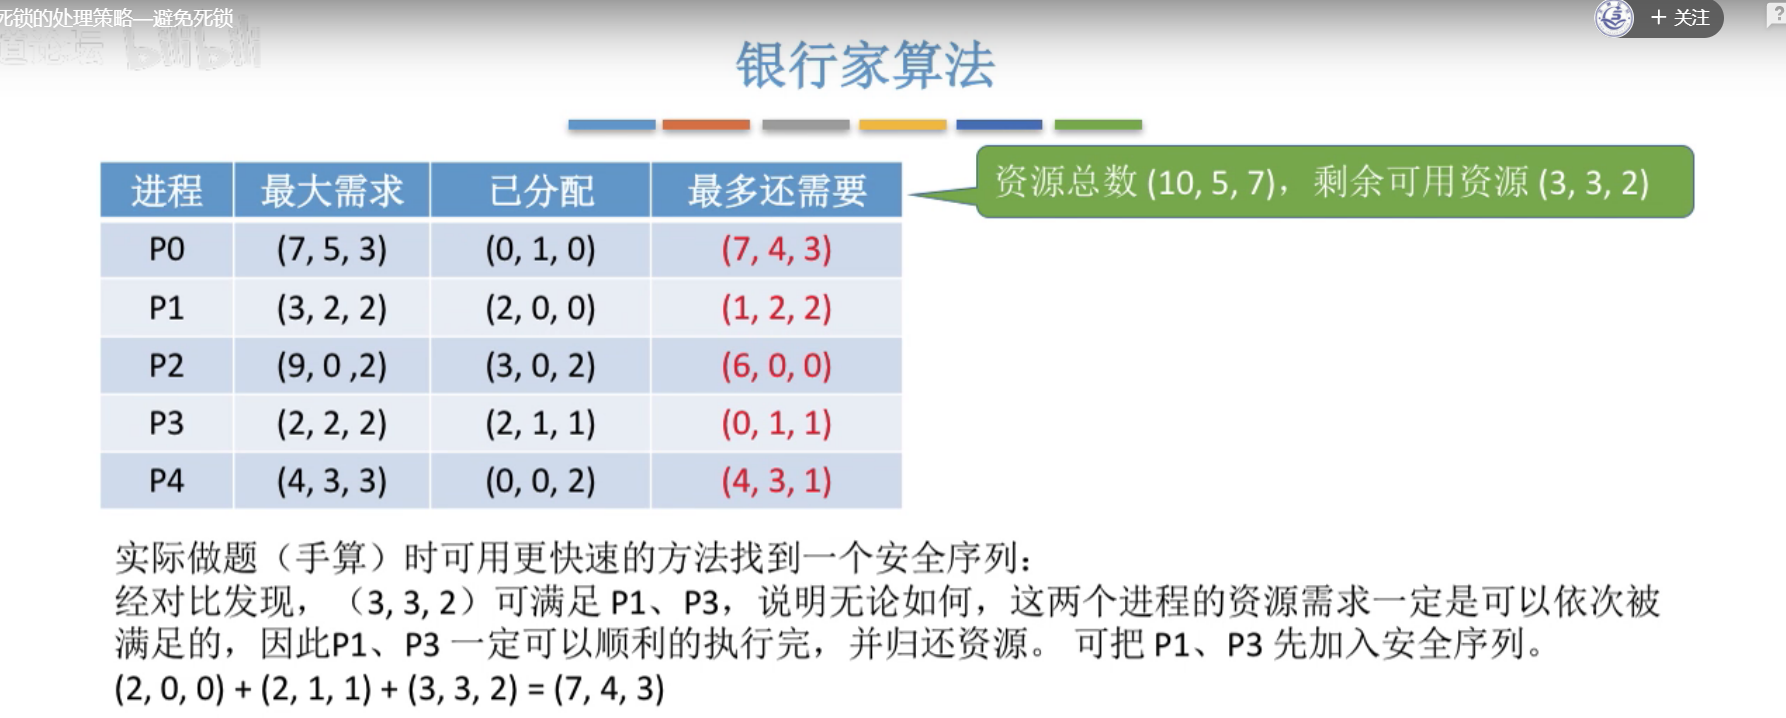 死锁的处理策略—避免死锁
+ 关注
道论坛 bilibili
银行家算法
资源总数 (10, 5, 7)，剩余可用资源 (3, 3, 2)
进程 最大需求 已分配 最多还需要
P0 (7, 5, 3) (0, 1, 0) (7, 4, 3)
P1 (3, 2, 2) (2, 0, 0) (1, 2, 2)
P2 (9, 0 ,2) (3, 0, 2) (6, 0, 0)
P3 (2, 2, 2) (2, 1, 1) (0, 1, 1)
P4 (4, 3, 3) (0, 0, 2) (4, 3, 1)
实际做题（手算）时可用更快速的方法找到一个安全序列：
经对比发现，（3, 3, 2）可满足 P1、P3，说明无论如何，这两个进程的资源需求一定是可以依次被
满足的，因此P1、P3 一定可以顺利的执行完，并归还资源。 可把 P1、P3 先加入安全序列。
(2, 0, 0) + (2, 1, 1) + (3, 3, 2) = (7, 4, 3)